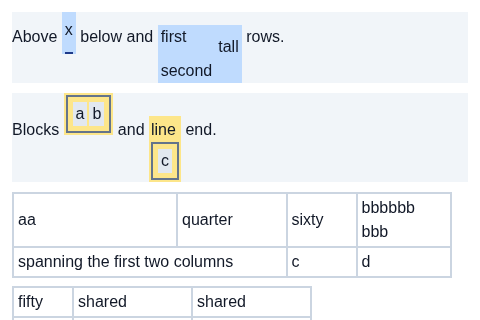 Above x below and first tall rows.
second
Blocks a b and line end.
c
aa quarter sixty bbbbbb
bbb
spanning the first two columns c d
fifty shared shared